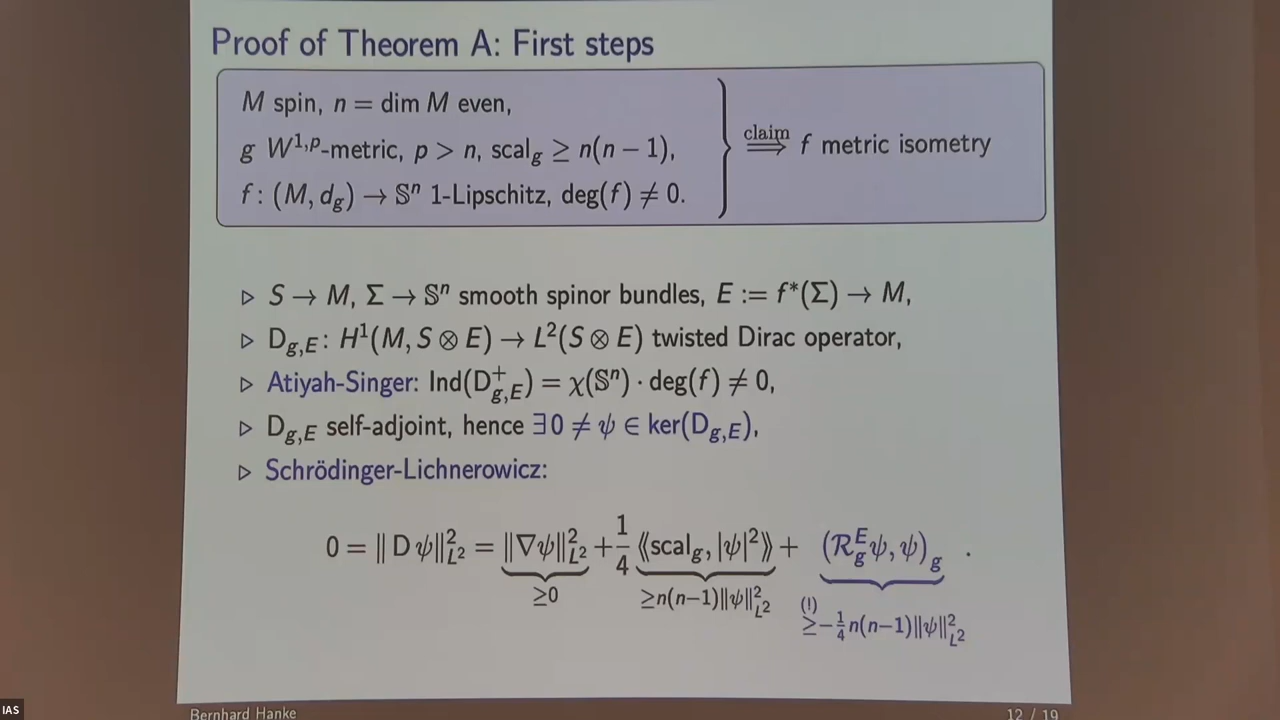 Proof of Theorem A: First steps
M spin, n = dim M even,
g W^{1,p}-metric, p > n, scal_g ≥ n(n − 1),
f : (M, d_g) → 𝕊^n 1-Lipschitz, deg(f) ≠ 0.
claim ⟹ f metric isometry
▷ S → M, Σ → 𝕊^n smooth spinor bundles, E := f*(Σ) → M,
▷ D_{g,E} : H^1(M, S ⊗ E) → L^2(S ⊗ E) twisted Dirac operator,
▷ Atiyah-Singer: Ind(D^+_{g,E}) = χ(𝕊^n) · deg(f) ≠ 0,
▷ D_{g,E} self-adjoint, hence ∃ 0 ≠ ψ ∈ ker(D_{g,E}),
▷ Schrödinger-Lichnerowicz:
0 = ‖D ψ‖²_{L²} = ‖∇ψ‖²_{L²} + 1/4 ⟪scal_g, |ψ|²⟫ + (ℛ^E_g ψ, ψ)_g .
≥0 ≥n(n−1)‖ψ‖²_{L²} (!) ≥ −1/4 n(n−1)‖ψ‖²_{L²}
IAS
Bernhard Hanke 12 / 19